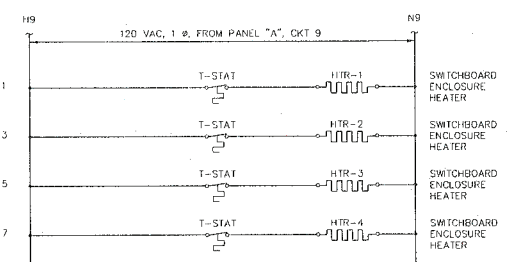 H9 N9
120 VAC, 1 Ø, FROM PANEL "A", CKT 9
1 T-STAT HTR-1 SWITCHBOARD
ENCLOSURE
HEATER
3 T-STAT HTR-2 SWITCHBOARD
ENCLOSURE
HEATER
5 T-STAT HTR-3 SWITCHBOARD
ENCLOSURE
HEATER
7 T-STAT HTR-4 SWITCHBOARD
ENCLOSURE
HEATER